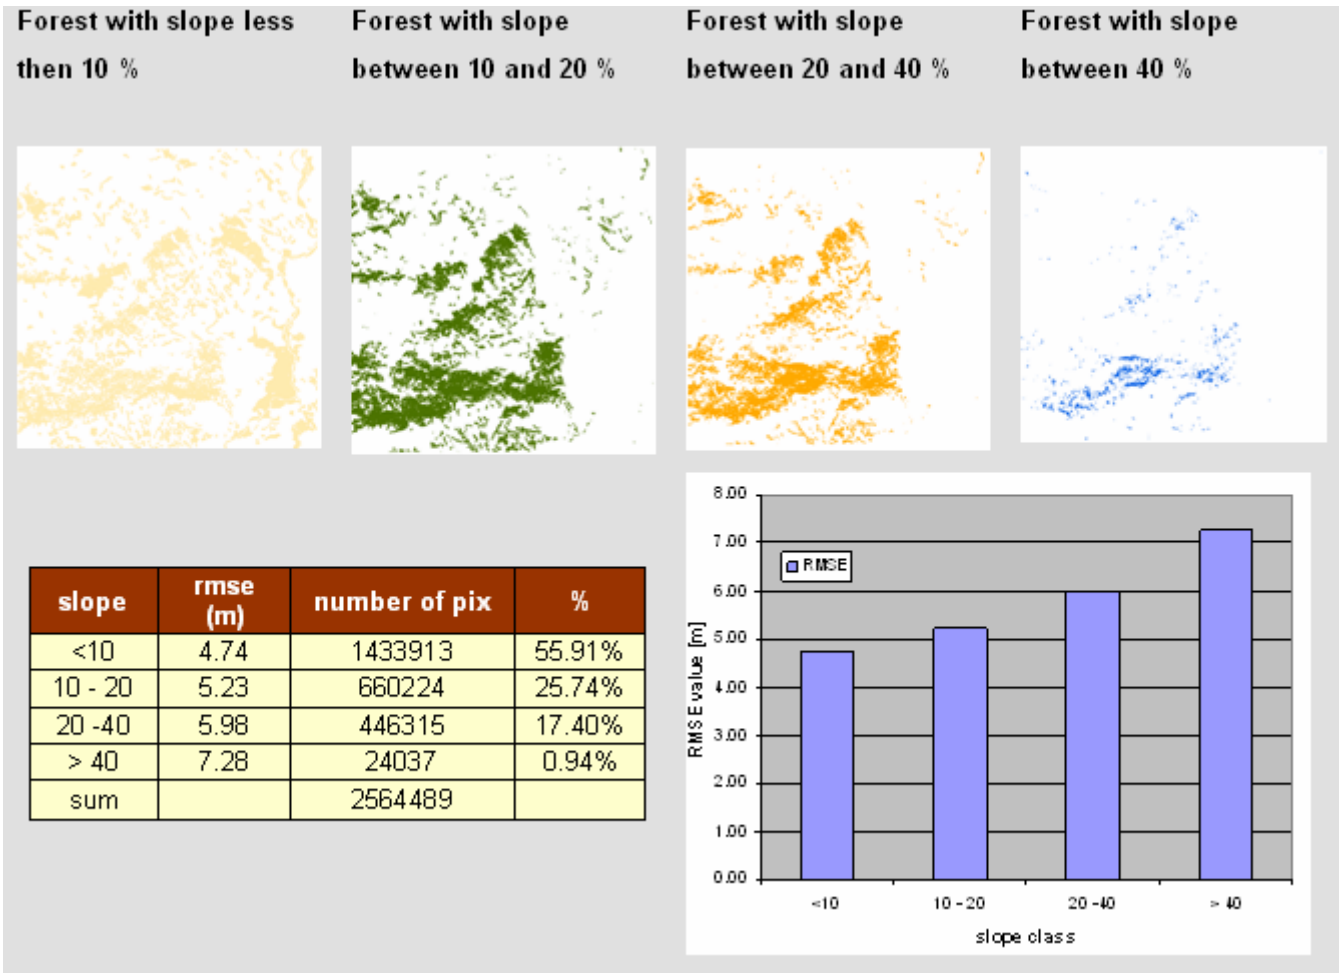 Forest with slope less
then 10 %
Forest with slope
between 10 and 20 %
Forest with slope
between 20 and 40 %
Forest with slope
between 40 %
slope rmse (m) number of pix %
<10 4.74 1433913 55.91%
10 - 20 5.23 660224 25.74%
20 -40 5.98 446315 17.40%
> 40 7.28 24037 0.94%
sum 2564489
8.00
7.00
6.00
5.00
4.00
3.00
2.00
1.00
0.00
RMSE value [m]
RMSE
<10 10 - 20 20 -40 > 40
slope class